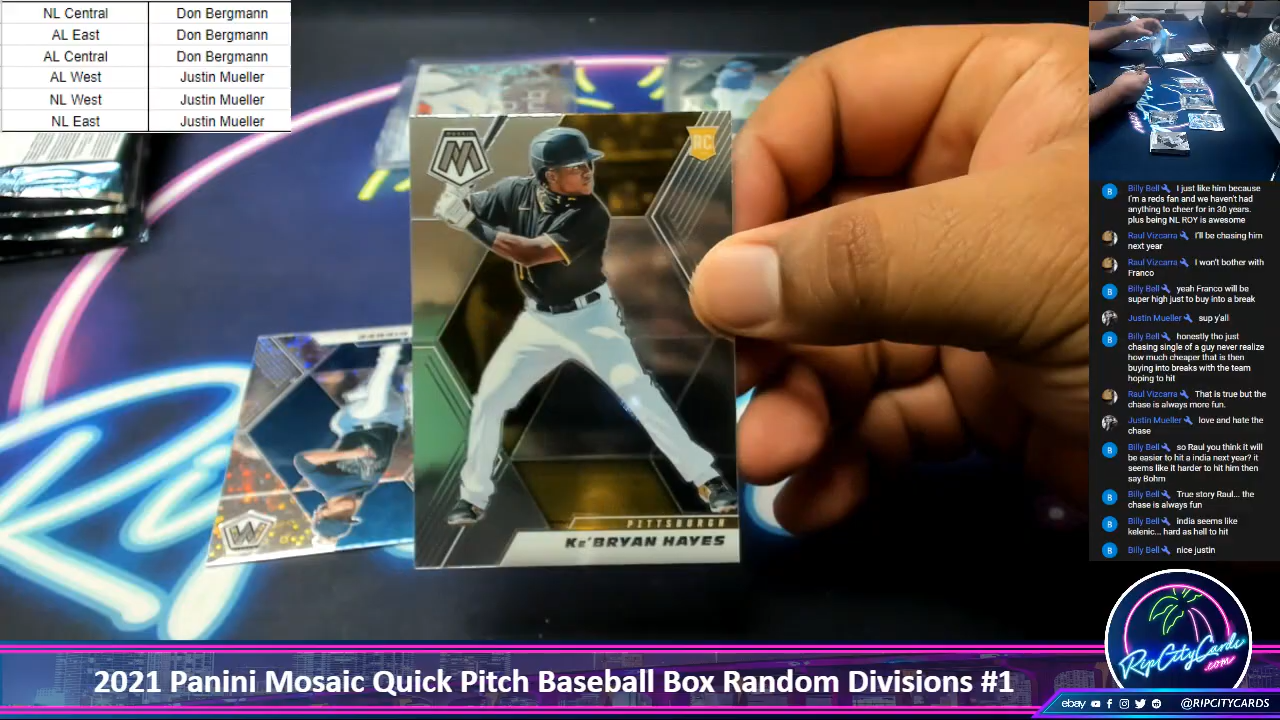 NL Central Don Bergmann
AL East Don Bergmann
AL Central Don Bergmann
AL West Justin Mueller
NL West Justin Mueller
NL East Justin Mueller
MOSAIC
M
RC
PITTSBURGH
Ke'BRYAN HAYES
Billy Bell I just like him because
I'm a reds fan and we haven't had
anything to cheer for in 30 years.
plus being NL ROY is awesome
Raul Vizcarra I'll be chasing him
next year
Raul Vizcarra I won't bother with
Franco
Billy Bell yeah Franco will be
super high just to buy into a break
Justin Mueller sup y'all
Billy Bell honestly tho just
chasing single of a guy never realize
how much cheaper that is then
buying into breaks with the team
hoping to hit
Raul Vizcarra That is true but the
chase is always more fun.
Justin Mueller love and hate the
chase
Billy Bell so Raul you think it will
be easier to hit a india next year? it
seems like it harder to hit him then
say Bohm
Billy Bell True story Raul... the
chase is always fun
Billy Bell india seems like
kelenic... hard as hell to hit
Billy Bell nice justin
RipCityCards
.com
2021 Panini Mosaic Quick Pitch Baseball Box Random Divisions #1
ebay @RIPCITYCARDS